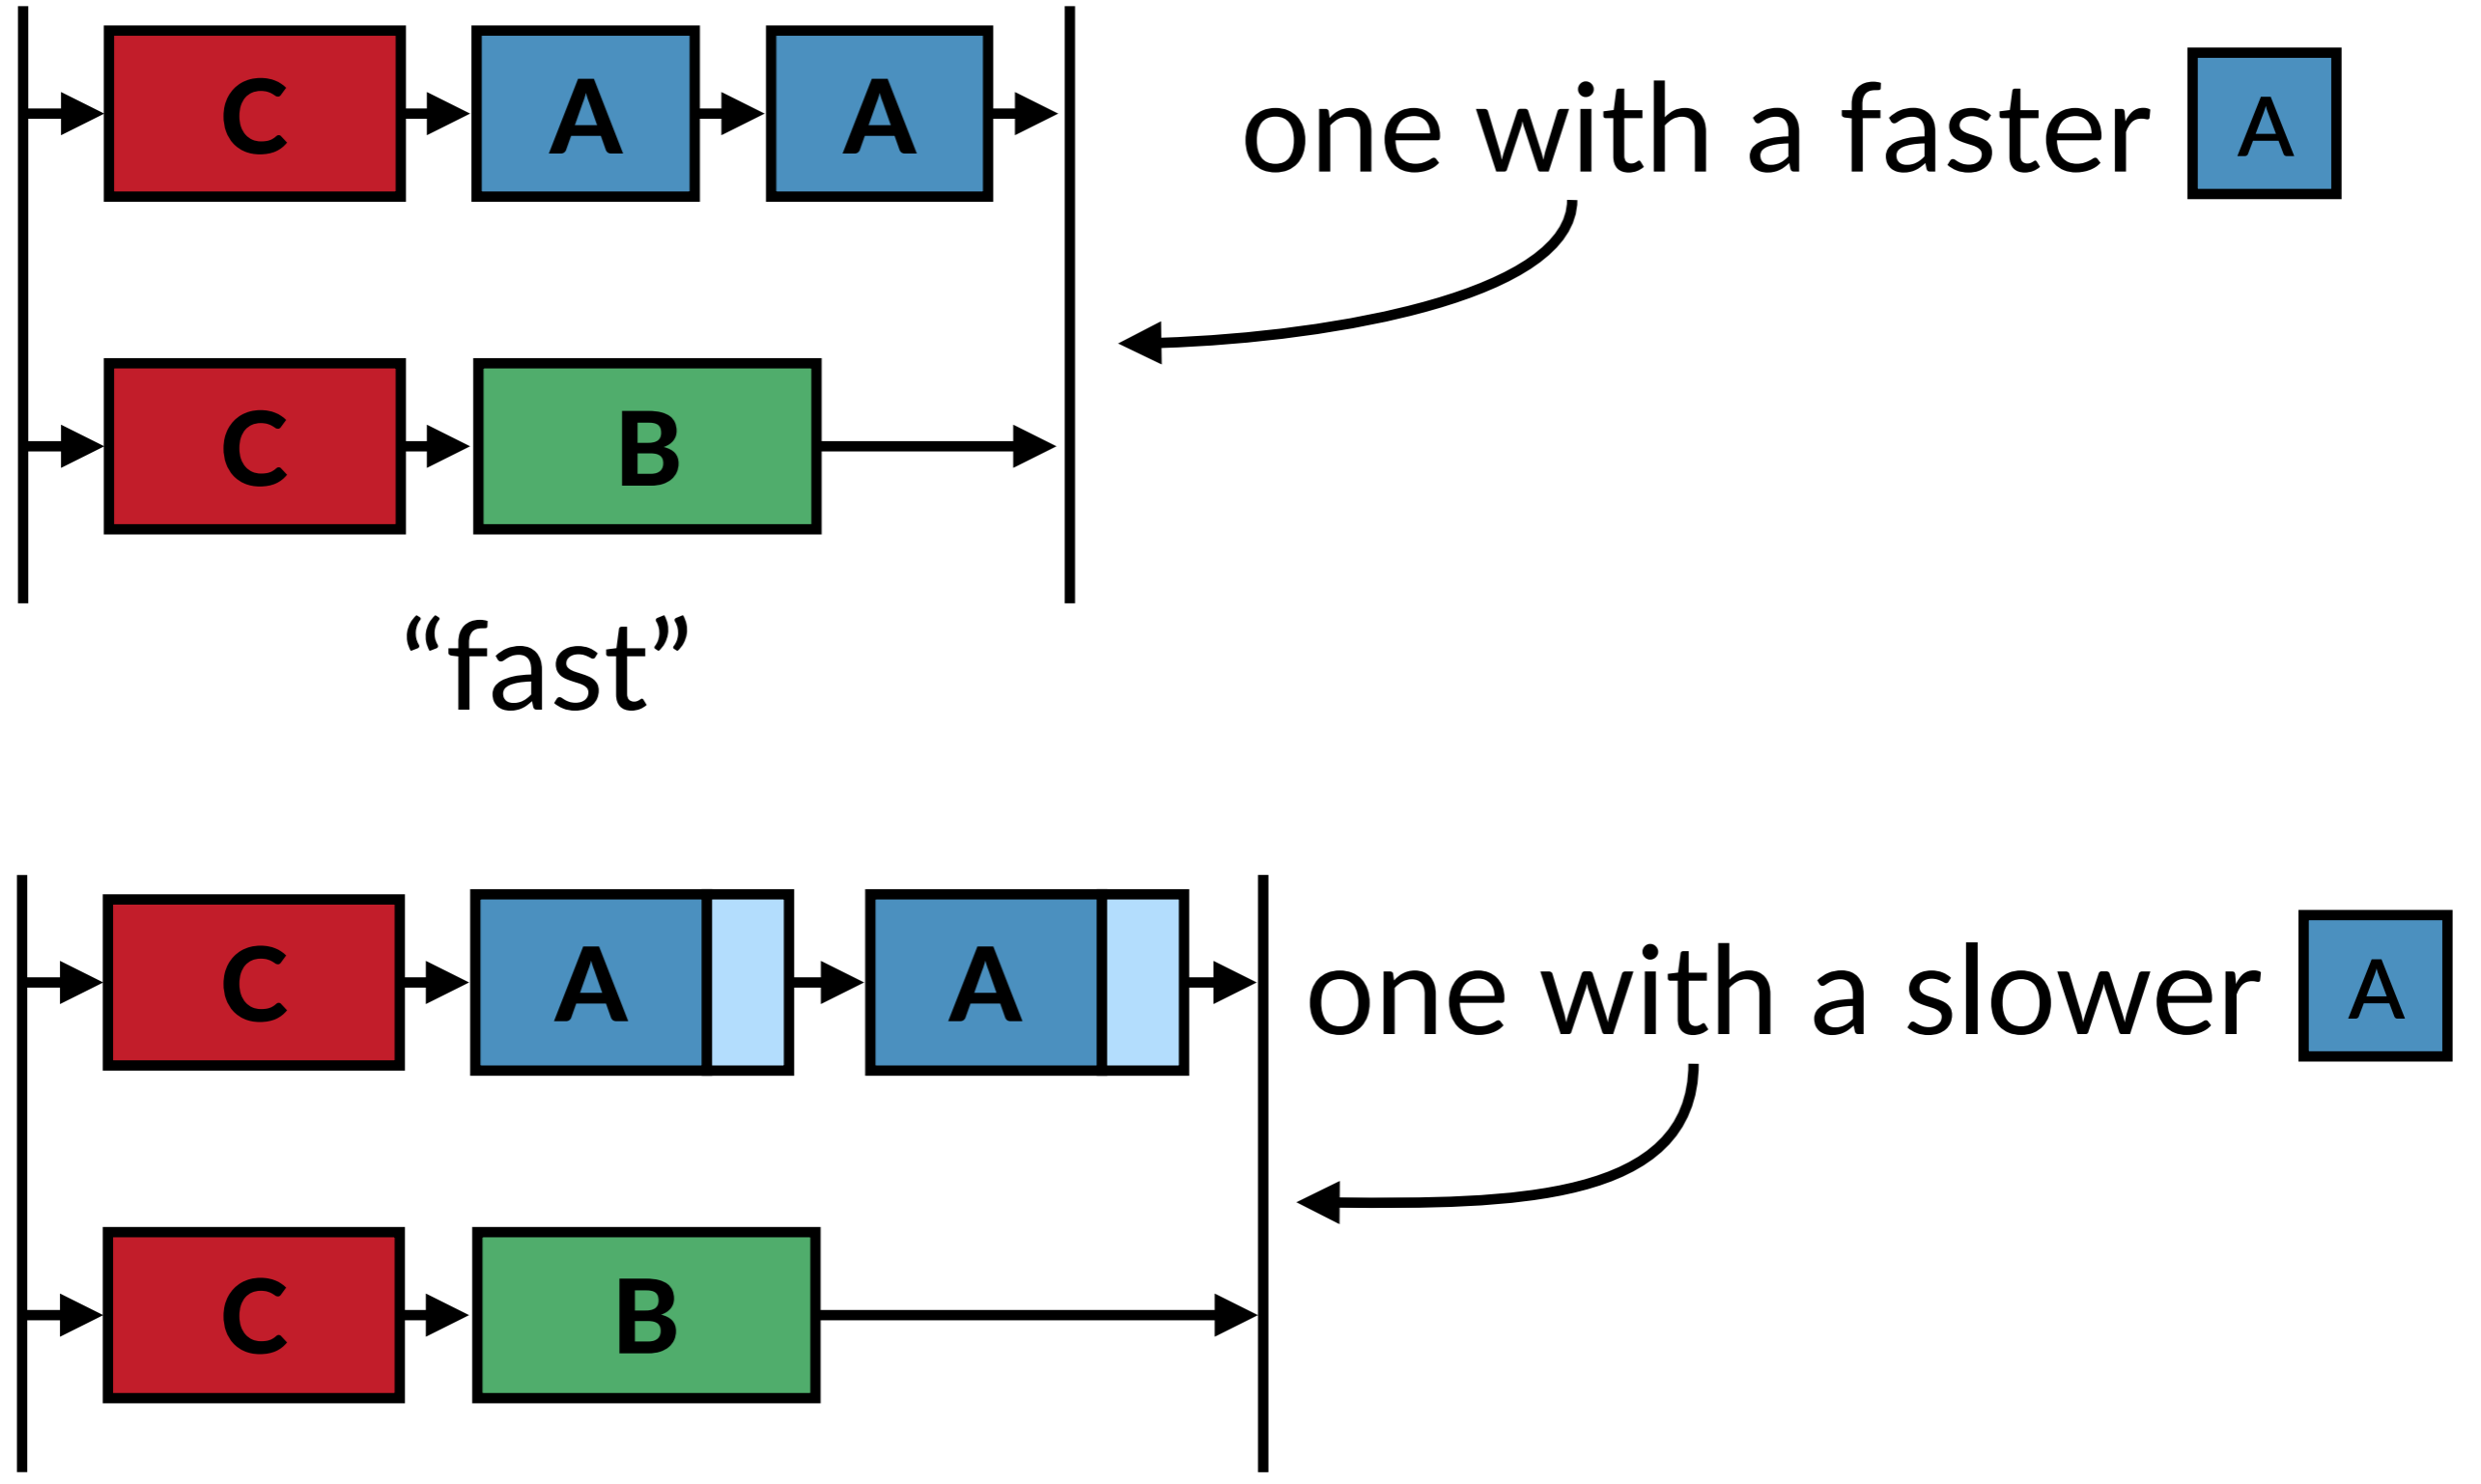 C A A one with a faster A
C B
“fast”
C A A one with a slower A
C B